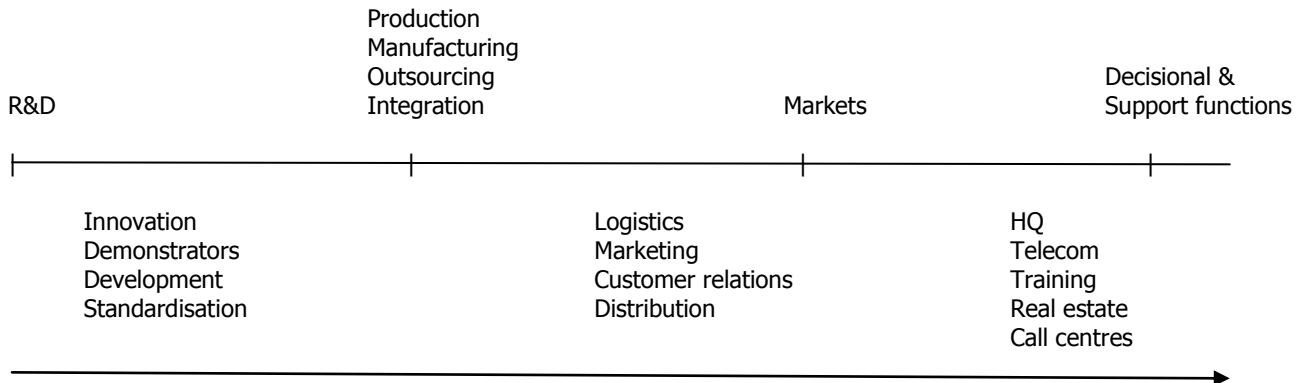 Production
Manufacturing
Outsourcing
Integration
R&D
Markets
Decisional &
Support functions
Innovation
Demonstrators
Development
Standardisation
Logistics
Marketing
Customer relations
Distribution
HQ
Telecom
Training
Real estate
Call centres